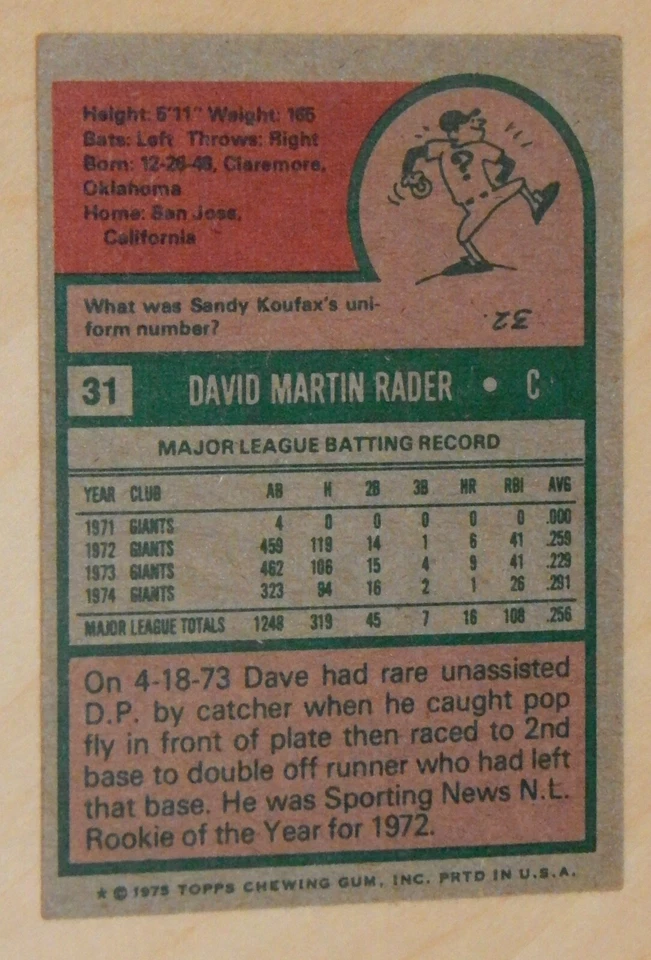 Height: 5'11" Weight: 165
Bats: Left Throws: Right
Born: 12-26-48, Claremore,
Oklahoma
Home: San Jose,
California
?
What was Sandy Koufax's uni-
form number?
32.
31 DAVID MARTIN RADER • C
MAJOR LEAGUE BATTING RECORD
YEAR CLUB AB H 2B 3B HR RBI AVG
1971 GIANTS 4 0 0 0 0 0 .000
1972 GIANTS 459 119 14 1 6 41 .259
1973 GIANTS 462 106 15 4 9 41 .229
1974 GIANTS 323 94 16 2 1 26 .291
MAJOR LEAGUE TOTALS 1248 319 45 7 16 108 .256
On 4-18-73 Dave had rare unassisted
D.P. by catcher when he caught pop
fly in front of plate then raced to 2nd
base to double off runner who had left
that base. He was Sporting News N.L.
Rookie of the Year for 1972.
★ © 1975 TOPPS CHEWING GUM, INC. PRTD IN U.S.A.